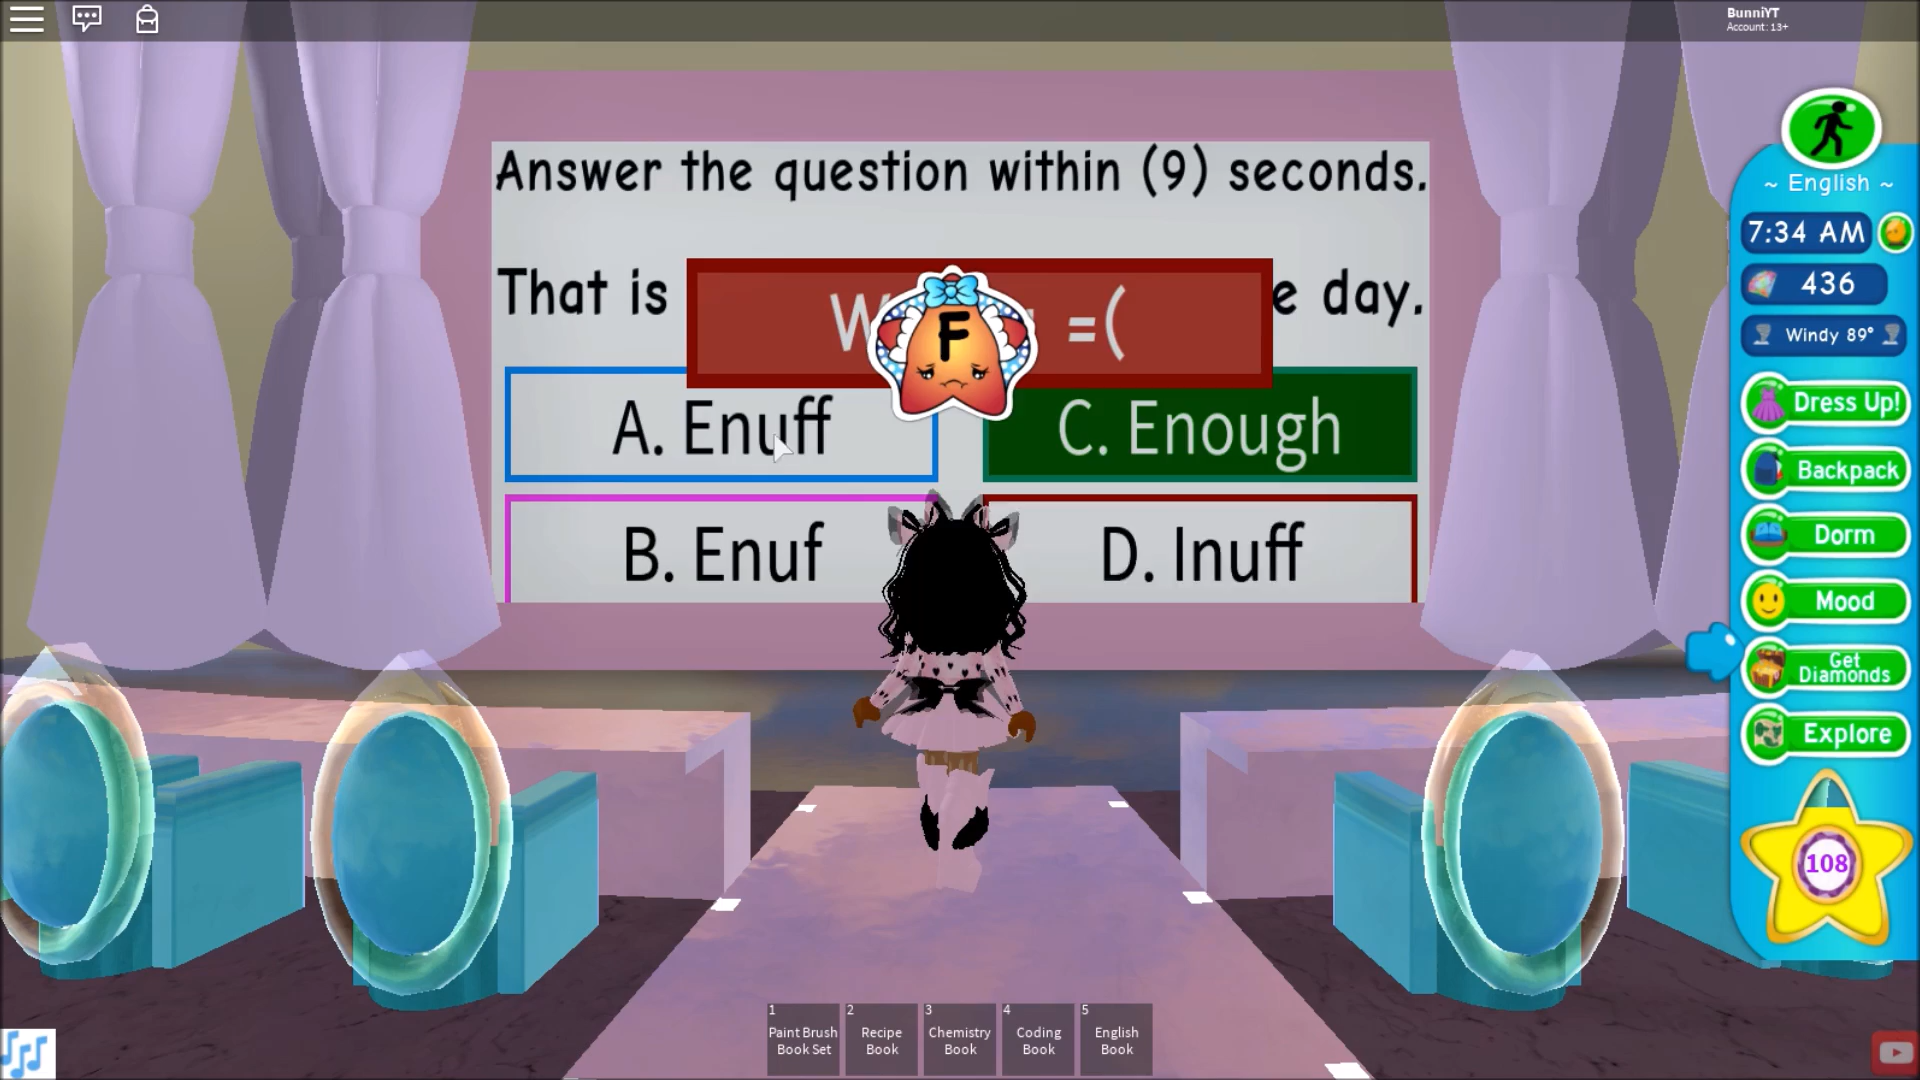 BunniYT
Account: 13+
Answer the question within (9) seconds.
That is
e day.
W
=(
F
A. Enuff
C. Enough
B. Enuf
D. Inuff
~ English ~
7:34 AM
436
Windy 89°
Dress Up!
Backpack
Dorm
Mood
Get
Diamonds
Explore
108
1
Paint Brush
Book Set
2
Recipe
Book
3
Chemistry
Book
4
Coding
Book
5
English
Book